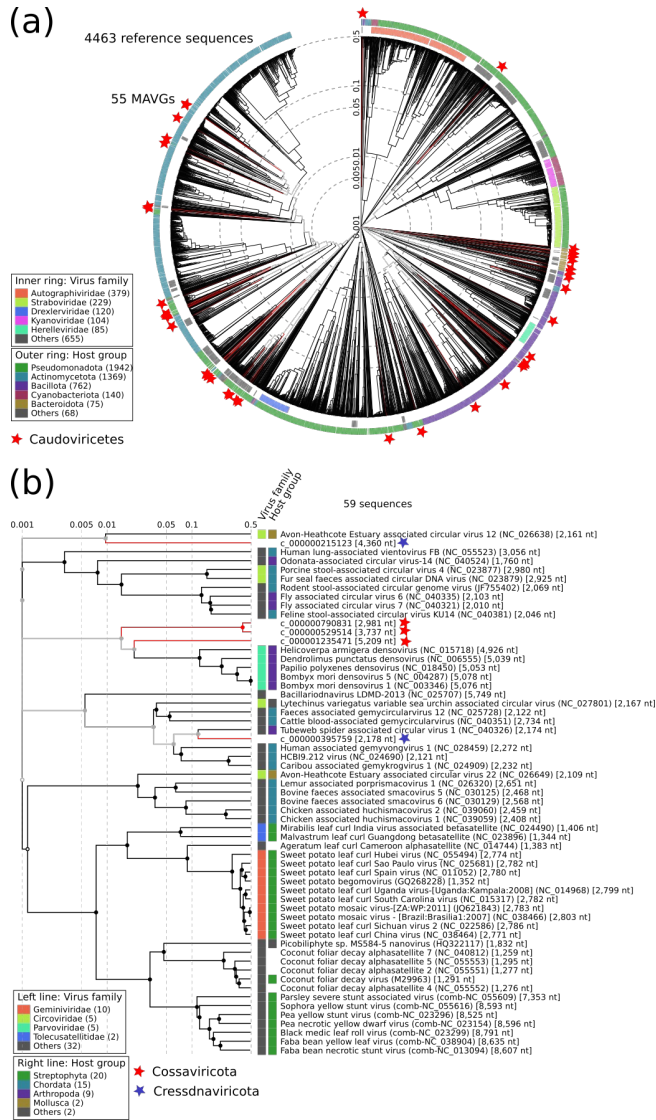 (a)
4463 reference sequences
55 MAVGs
0.5
0.1
0.05
0.01
0.005
0.001
Inner ring: Virus family
Autographiviridae (379)
Straboviridae (229)
Drexlerviridae (120)
Kyanoviridae (104)
Herelleviridae (85)
Others (655)
Outer ring: Host group
Pseudomonadota (1942)
Actinomycetota (1369)
Bacillota (762)
Cyanobacteriota (140)
Bacteroidota (75)
Others (68)
Caudoviricetes
(b)
Virus family
Host group
59 sequences
0.001 0.005 0.01 0.05 0.1 0.5
Avon-Heathcote Estuary associated circular virus 12 (NC_026638) [2,161 nt]
c_000000215123 [4,360 nt]
Human lung-associated vientovirus FB (NC_055523) [3,056 nt]
Odonata-associated circular virus-14 (NC_040524) [1,760 nt]
Porcine stool-associated circular virus 4 (NC_023877) [2,980 nt]
Fur seal faeces associated circular DNA virus (NC_023879) [2,925 nt]
Rodent stool-associated circular genome virus (JF755402) [2,069 nt]
Fly associated circular virus 6 (NC_040335) [2,103 nt]
Fly associated circular virus 7 (NC_040321) [2,010 nt]
Feline stool-associated circular virus KU14 (NC_040381) [2,046 nt]
c_000000790831 [2,981 nt]
c_000000529514 [3,737 nt]
c_000001235471 [5,209 nt]
Helicoverpa armigera densovirus (NC_015718) [4,926 nt]
Dendrolimus punctatus densovirus (NC_006555) [5,039 nt]
Papilio polyxenes densovirus (NC_018450) [5,053 nt]
Bombyx mori densovirus 5 (NC_004287) [5,078 nt]
Bombyx mori densovirus 1 (NC_003346) [5,076 nt]
Bacillariodnavirus LDMD-2013 (NC_025707) [5,749 nt]
Lytechinus variegatus variable sea urchin associated circular virus (NC_027801) [2,167 nt]
Faeces associated gemycircularvirus 12 (NC_025728) [2,122 nt]
Cattle blood-associated gemycircularvirus (NC_040351) [2,734 nt]
Tubeweb spider associated circular virus 1 (NC_040326) [2,174 nt]
c_000000395759 [2,178 nt]
Human associated gemyvongvirus 1 (NC_028459) [2,272 nt]
HCBI9.212 virus (NC_024690) [2,121 nt]
Caribou associated gemykrogvirus 1 (NC_024909) [2,232 nt]
Avon-Heathcote Estuary associated circular virus 22 (NC_026649) [2,109 nt]
Lemur associated porprismacovirus 1 (NC_026320) [2,651 nt]
Bovine faeces associated smacovirus 5 (NC_030125) [2,468 nt]
Bovine faeces associated smacovirus 6 (NC_030129) [2,568 nt]
Chicken associated huchismacovirus 2 (NC_039060) [2,459 nt]
Chicken associated huchismacovirus 1 (NC_039059) [2,408 nt]
Mirabilis leaf curl India virus associated betasatellite (NC_024490) [1,406 nt]
Malvastrum leaf curl Guangdong betasatellite (NC_023896) [1,344 nt]
Ageratum leaf curl Cameroon alphasatellite (NC_014744) [1,383 nt]
Sweet potato leaf curl Hubei virus (NC_055494) [2,774 nt]
Sweet potato leaf curl Sao Paulo virus (NC_025681) [2,782 nt]
Sweet potato leaf curl Spain virus (NC_011052) [2,780 nt]
Sweet potato begomovirus (GQ268228) [1,352 nt]
Sweet potato leaf curl Uganda virus-[Uganda:Kampala:2008] (NC_014968) [2,799 nt]
Sweet potato leaf curl South Carolina virus (NC_015317) [2,782 nt]
Sweet potato mosaic virus-[ZA:WP:2011] (JQ621843) [2,783 nt]
Sweet potato mosaic virus - [Brazil:Brasilia1:2007] (NC_038466) [2,803 nt]
Sweet potato leaf curl Sichuan virus 2 (NC_022586) [2,786 nt]
Sweet potato leaf curl China virus (NC_038464) [2,771 nt]
Picobiliphyte sp. MS584-5 nanovirus (HQ322117) [1,832 nt]
Coconut foliar decay alphasatellite 7 (NC_040812) [1,259 nt]
Coconut foliar decay alphasatellite 5 (NC_055553) [1,295 nt]
Coconut foliar decay alphasatellite 2 (NC_055551) [1,277 nt]
Coconut foliar decay virus (M29963) [1,291 nt]
Coconut foliar decay alphasatellite 4 (NC_055552) [1,276 nt]
Parsley severe stunt associated virus (comb-NC_055609) [7,353 nt]
Sophora yellow stunt virus (comb-NC_055616) [8,593 nt]
Pea yellow stunt virus (comb-NC_023296) [8,525 nt]
Pea necrotic yellow dwarf virus (comb-NC_023154) [8,596 nt]
Black medic leaf roll virus (comb-NC_023299) [8,791 nt]
Faba bean yellow leaf virus (comb-NC_038904) [8,635 nt]
Faba bean necrotic stunt virus (comb-NC_013094) [8,607 nt]
Left line: Virus family
Geminiviridae (10)
Circoviridae (5)
Parvoviridae (5)
Tolecusatellitidae (2)
Others (32)
Right line: Host group
Streptophyta (20)
Chordata (15)
Arthropoda (9)
Mollusca (2)
Others (2)
Cossaviricota
Cressdnaviricota